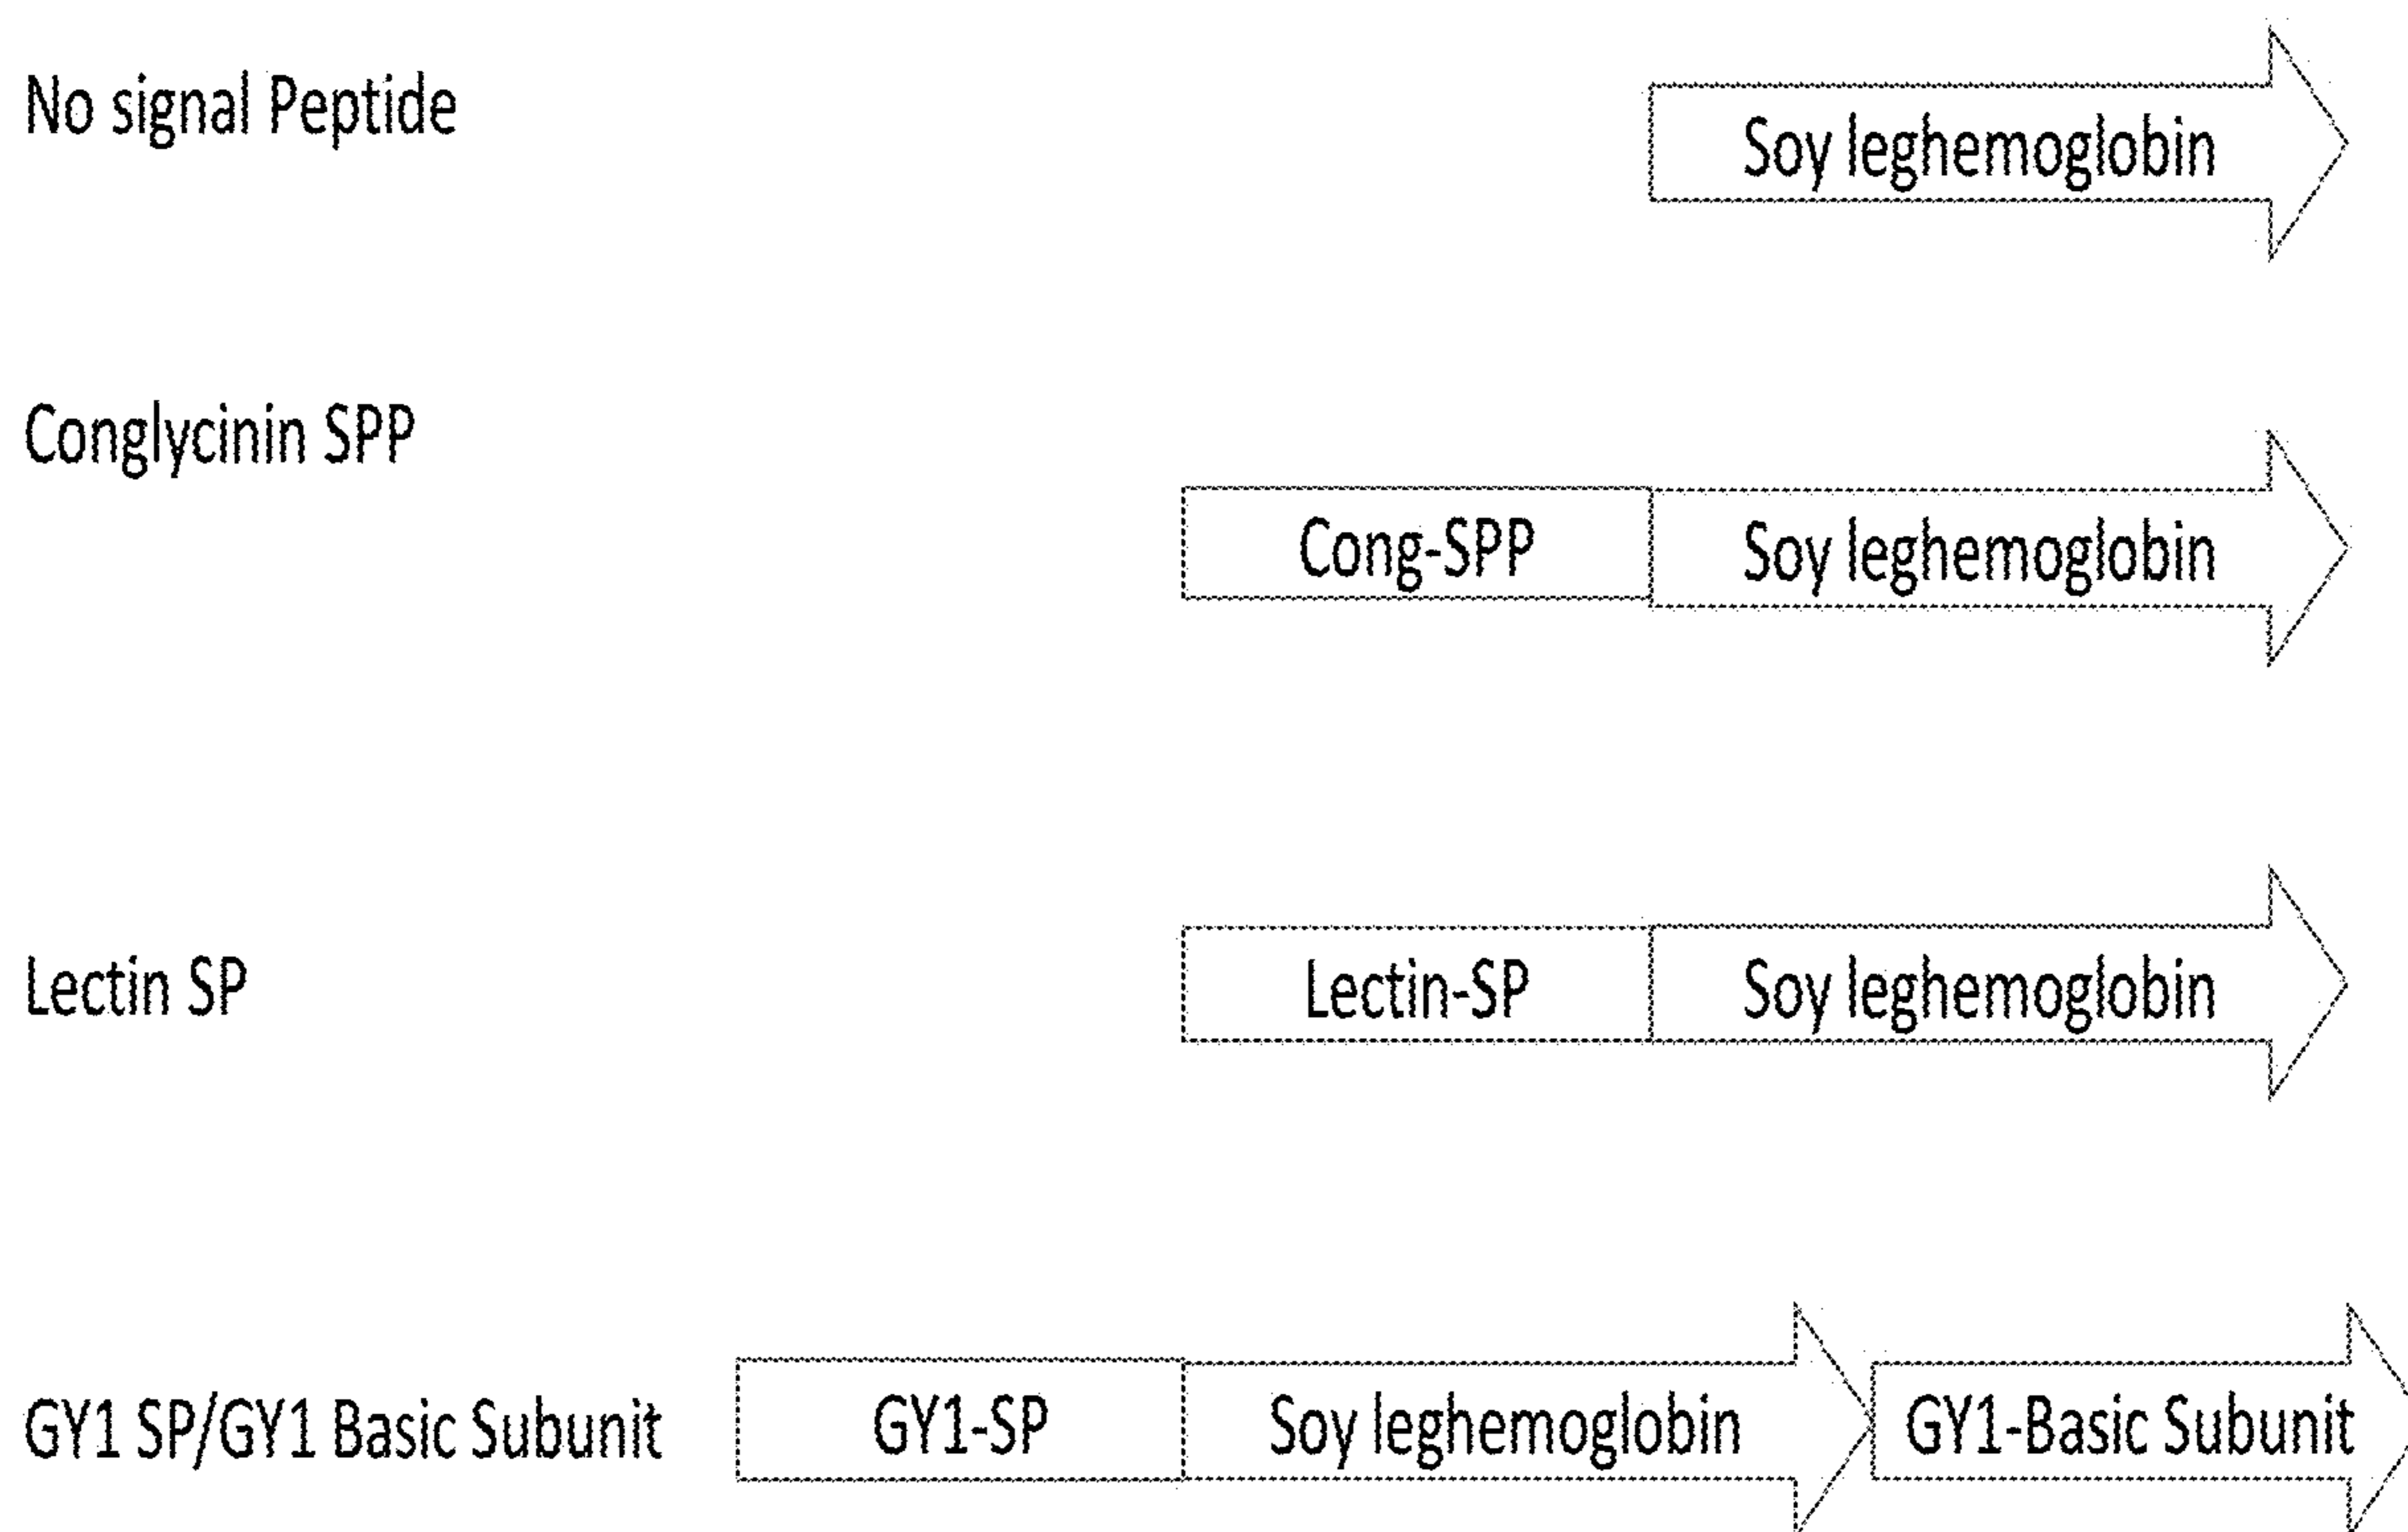 No signal Peptide
Soy leghemoglobin
Conglycinin SPP
Cong-SPP
Soy leghemoglobin
Lectin SP
Lectin-SP
Soy leghemoglobin
GY1 SP/GY1 Basic Subunit
GY1-SP
Soy leghemoglobin
GY1-Basic Subunit